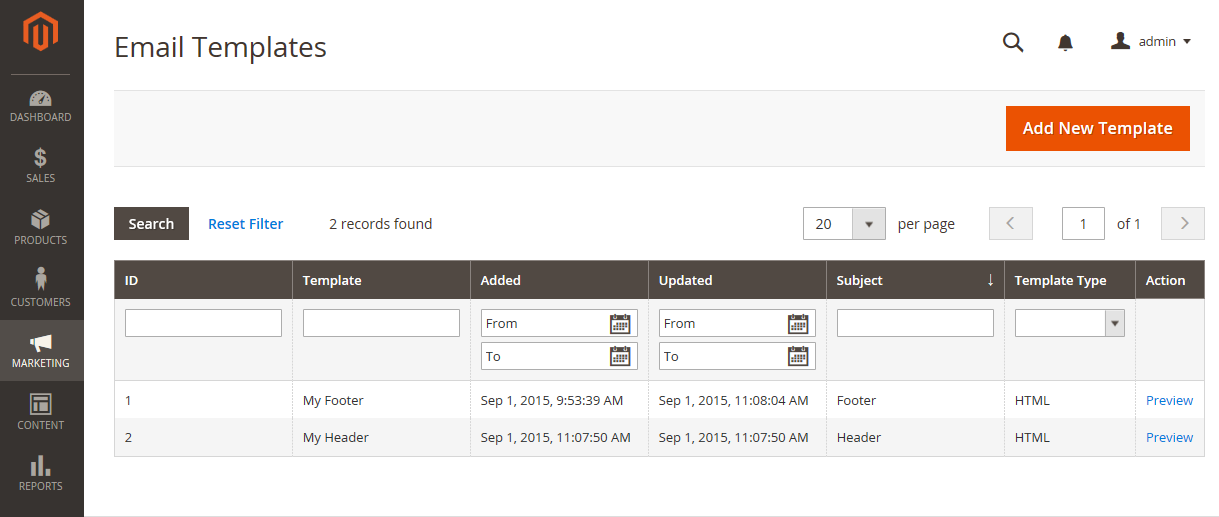 Email Templates
admin
Add New Template
DASHBOARD
SALES
PRODUCTS
CUSTOMERS
MARKETING
CONTENT
REPORTS
Search Reset Filter 2 records found 20 per page 1 of 1
ID Template Added Updated Subject Template Type Action
From From
To To
1 My Footer Sep 1, 2015, 9:53:39 AM Sep 1, 2015, 11:08:04 AM Footer HTML Preview
2 My Header Sep 1, 2015, 11:07:50 AM Sep 1, 2015, 11:07:50 AM Header HTML Preview